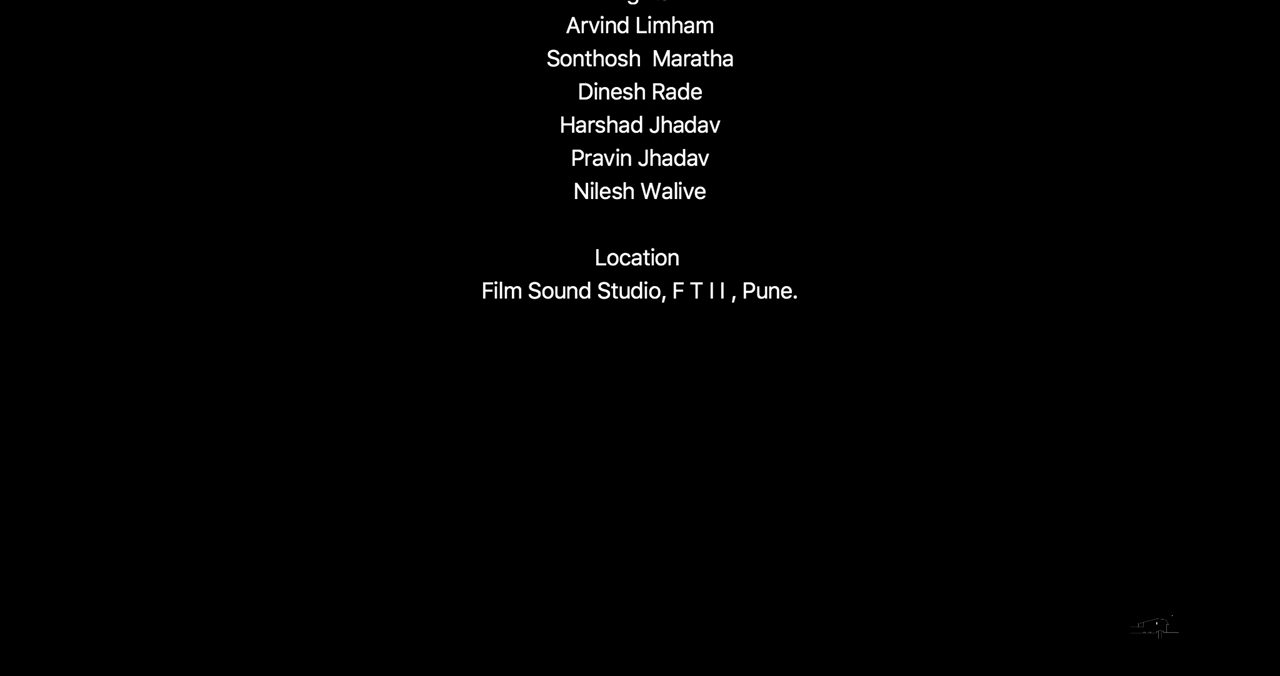 Arvind Limham
Sonthosh  Maratha
Dinesh Rade
Harshad Jhadav
Pravin Jhadav
Nilesh Walive
Location
Film Sound Studio, F T I I , Pune.